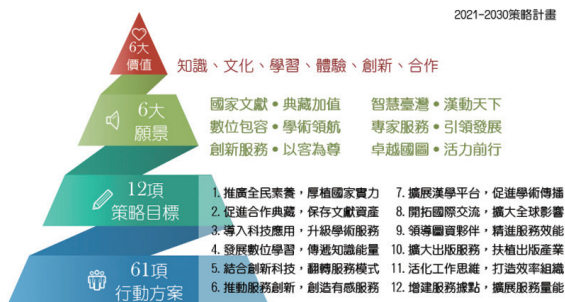 2021-2030策略計畫
6大
價值
知識、文化、學習、體驗、創新、合作
6大
願景
國家文獻•典藏加值
智慧臺灣•漢動天下
數位包容•學術領航
專家服務•引領發展
創新服務•以客為尊
卓越國圖•活力前行
12項
策略目標
1. 推廣全民素養，厚植國家實力
2. 促進合作典藏，保存文獻資產
3. 導入科技應用，升級學術服務
4. 發展數位學習，傳遞知識能量
5. 結合創新科技，翻轉服務模式
6. 推動服務創新，創造有感服務
7. 擴展漢學平台，促進學術傳播
8. 開拓國際交流，擴大全球影響
9. 領導圖資夥伴，精進服務效能
10. 擴大出版服務，扶植出版產業
11. 活化工作思維，打造效率組織
12. 增建服務據點，擴展服務量能
61項
行動方案